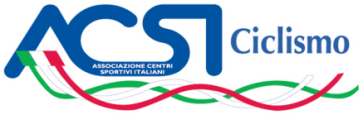 ACSI Ciclismo
ASSOCIAZIONE CENTRI
SPORTIVI ITALIANI